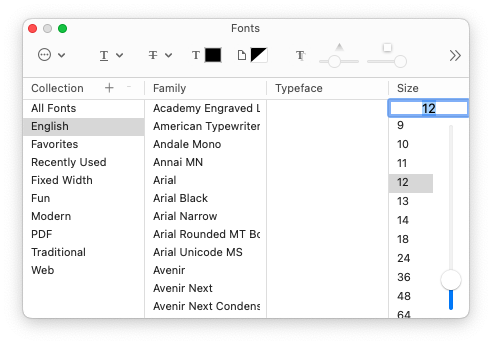 Fonts
T
T
T
T
A
Collection + -
Family
Typeface
Size
All Fonts
English
Favorites
Recently Used
Fixed Width
Fun
Modern
PDF
Traditional
Web
Academy Engraved L
American Typewriter
Andale Mono
Annai MN
Arial
Arial Black
Arial Narrow
Arial Rounded MT Bo
Arial Unicode MS
Avenir
Avenir Next
Avenir Next Condens
12
9
10
11
12
13
14
18
24
36
48
64